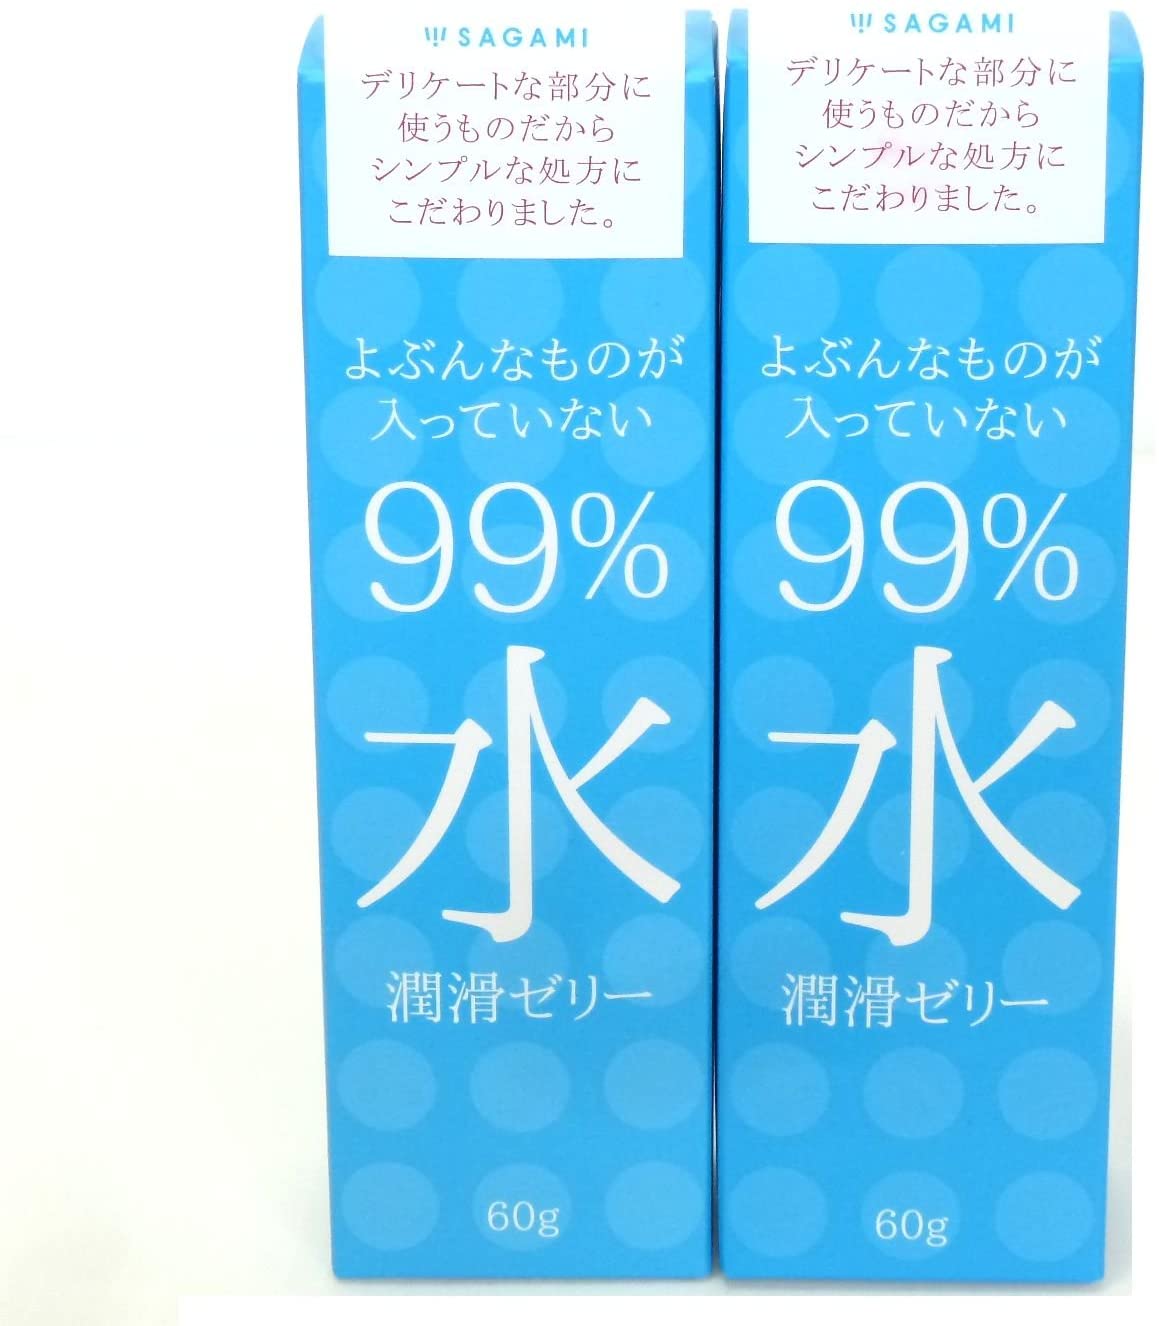 SAGAMI
デリケートな部分に
使うものだから
シンプルな処方に
こだわりました。
よぶんなものが
入っていない
99%
水
潤滑ゼリー
60g
SAGAMI
デリケートな部分に
使うものだから
シンプルな処方に
こだわりました。
よぶんなものが
入っていない
99%
水
潤滑ゼリー
60g